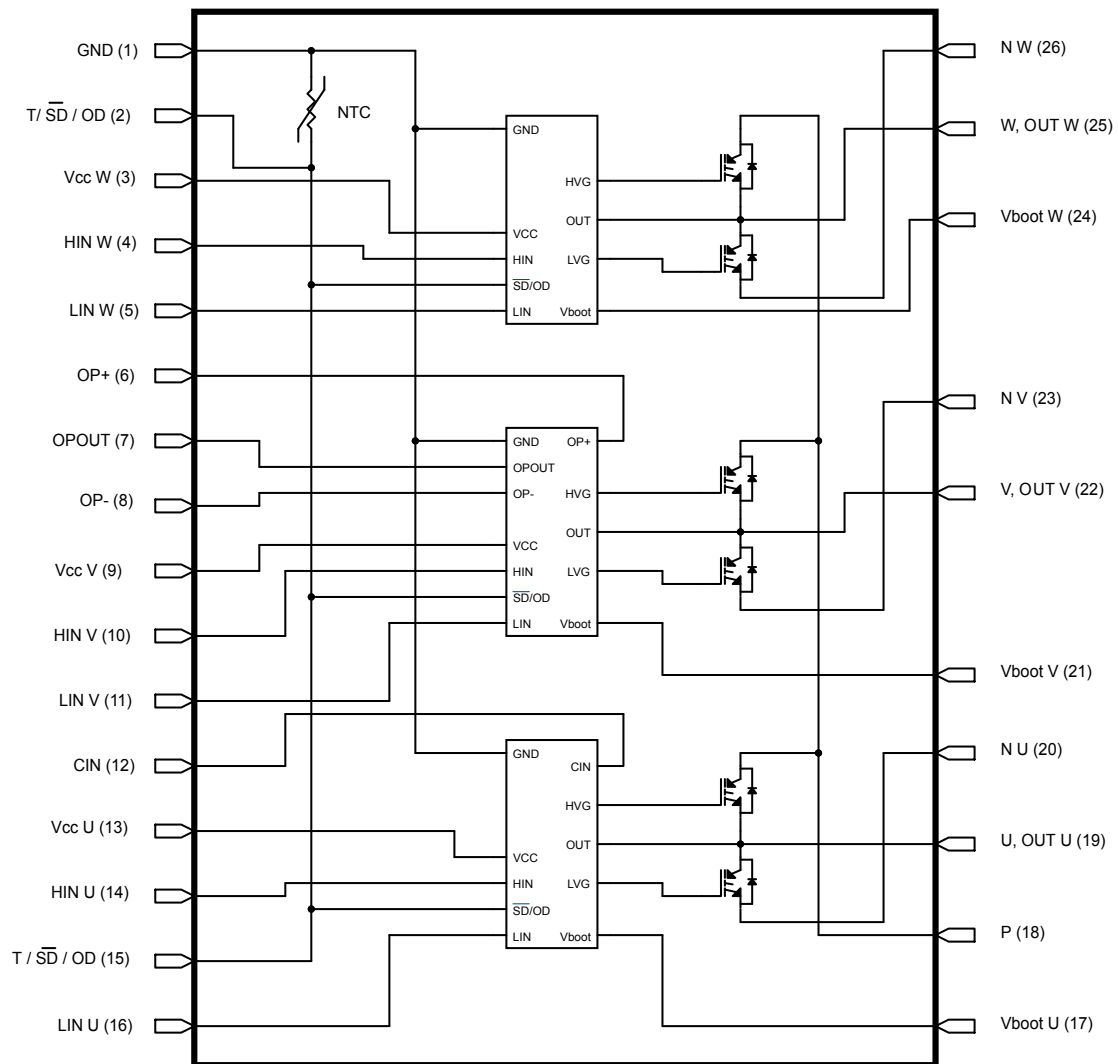 GND (1)
T/ SD / OD (2)
Vcc W (3)
HIN W (4)
LIN W (5)
OP+ (6)
OPOUT (7)
OP- (8)
Vcc V (9)
HIN V (10)
LIN V (11)
CIN (12)
Vcc U (13)
HIN U (14)
T / SD / OD (15)
LIN U (16)
NTC
GND
HVG
OUT
VCC
HIN
LVG
SD/OD
LIN
Vboot
GND
OP+
OPOUT
OP-
HVG
OUT
VCC
HIN
LVG
SD/OD
LIN
Vboot
GND
CIN
HVG
OUT
VCC
HIN
LVG
SD/OD
LIN
Vboot
N W (26)
W, OUT W (25)
Vboot W (24)
N V (23)
V, OUT V (22)
Vboot V (21)
N U (20)
U, OUT U (19)
P (18)
Vboot U (17)